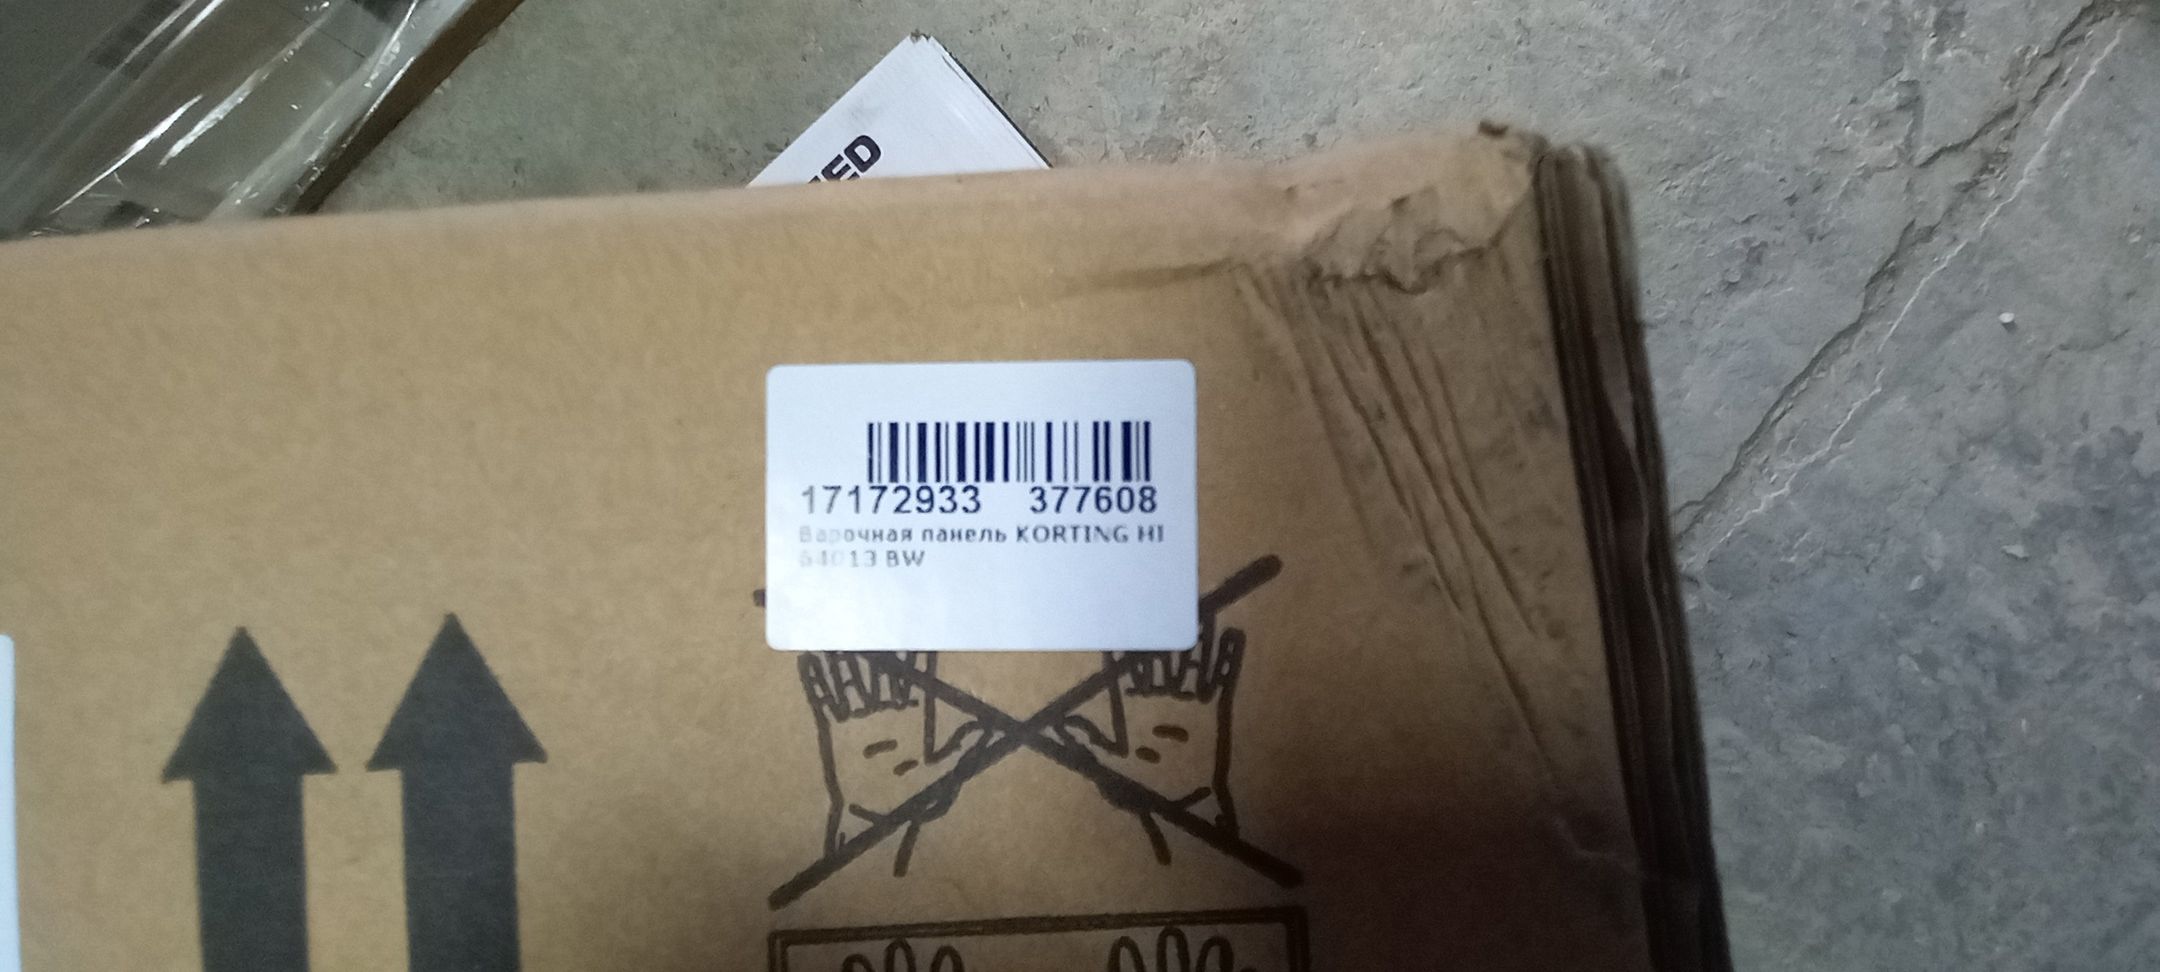 17172933 377608
Варочная панель KORTING HI
64013 BW